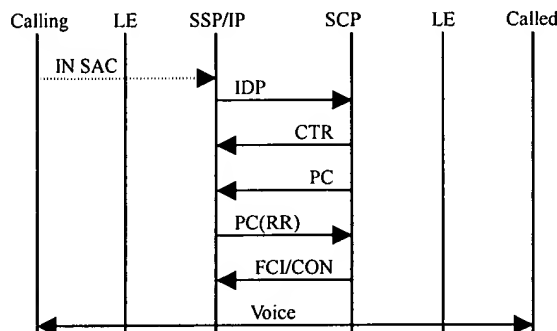 Calling LE SSP/IP SCP LE Called
IN SAC
IDP
CTR
PC
PC(RR)
FCI/CON
Voice